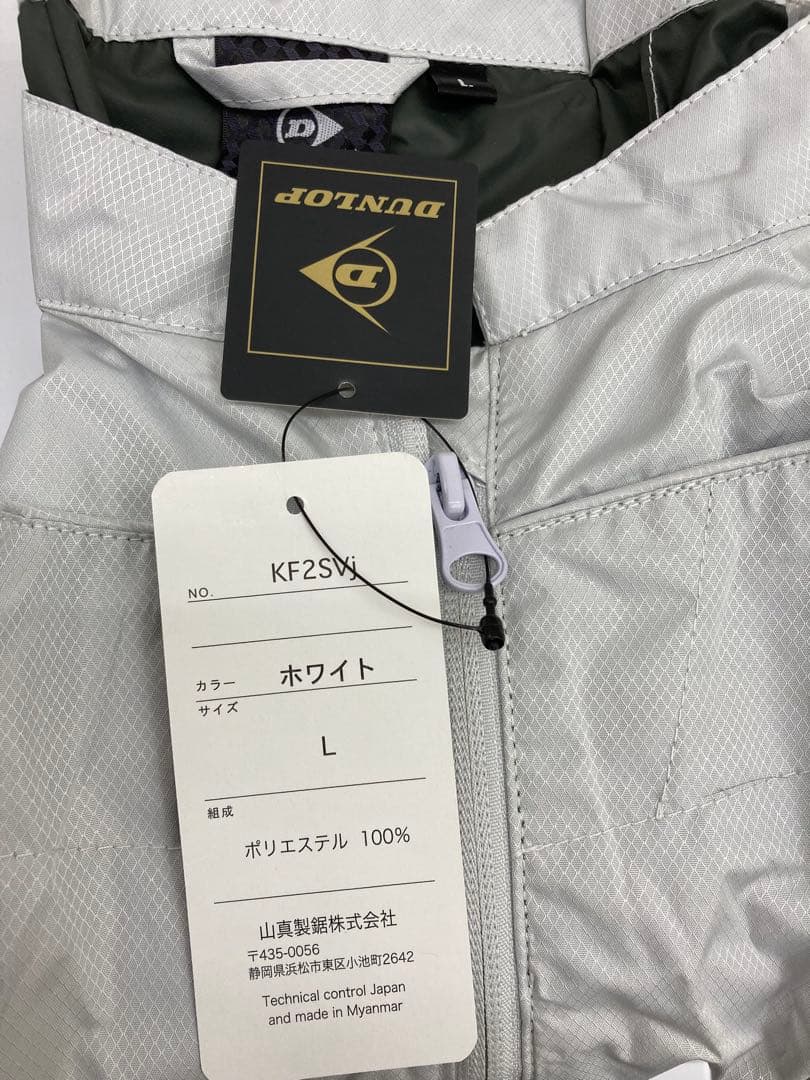 L
DUNLOP
D
NO. KF2SVj
カラー ホワイト
サイズ
L
組成
ポリエステル 100%
山真製鋸株式会社
〒435-0056
静岡県浜松市東区小池町2642
Technical control Japan
and made in Myanmar